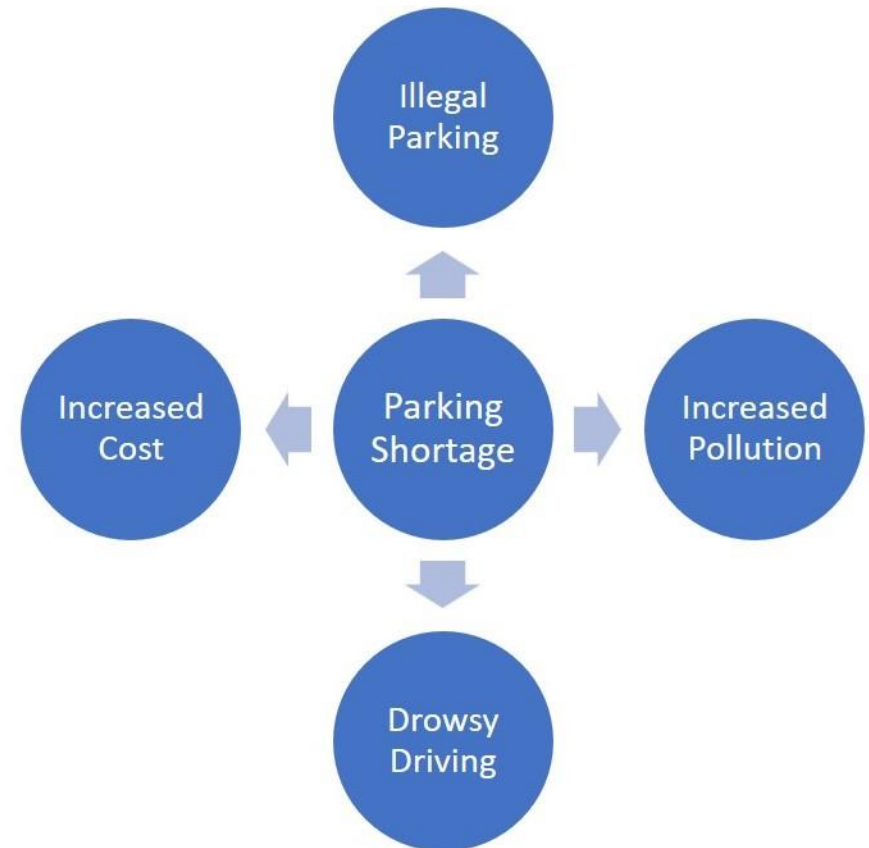 Illegal
Parking
Increased
Cost
Parking
Shortage
Increased
Pollution
Drowsy
Driving